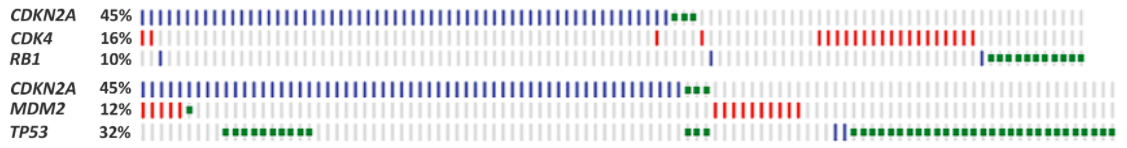 CDKN2A 45%
CDK4 16%
RB1 10%
CDKN2A 45%
MDM2 12%
TP53 32%